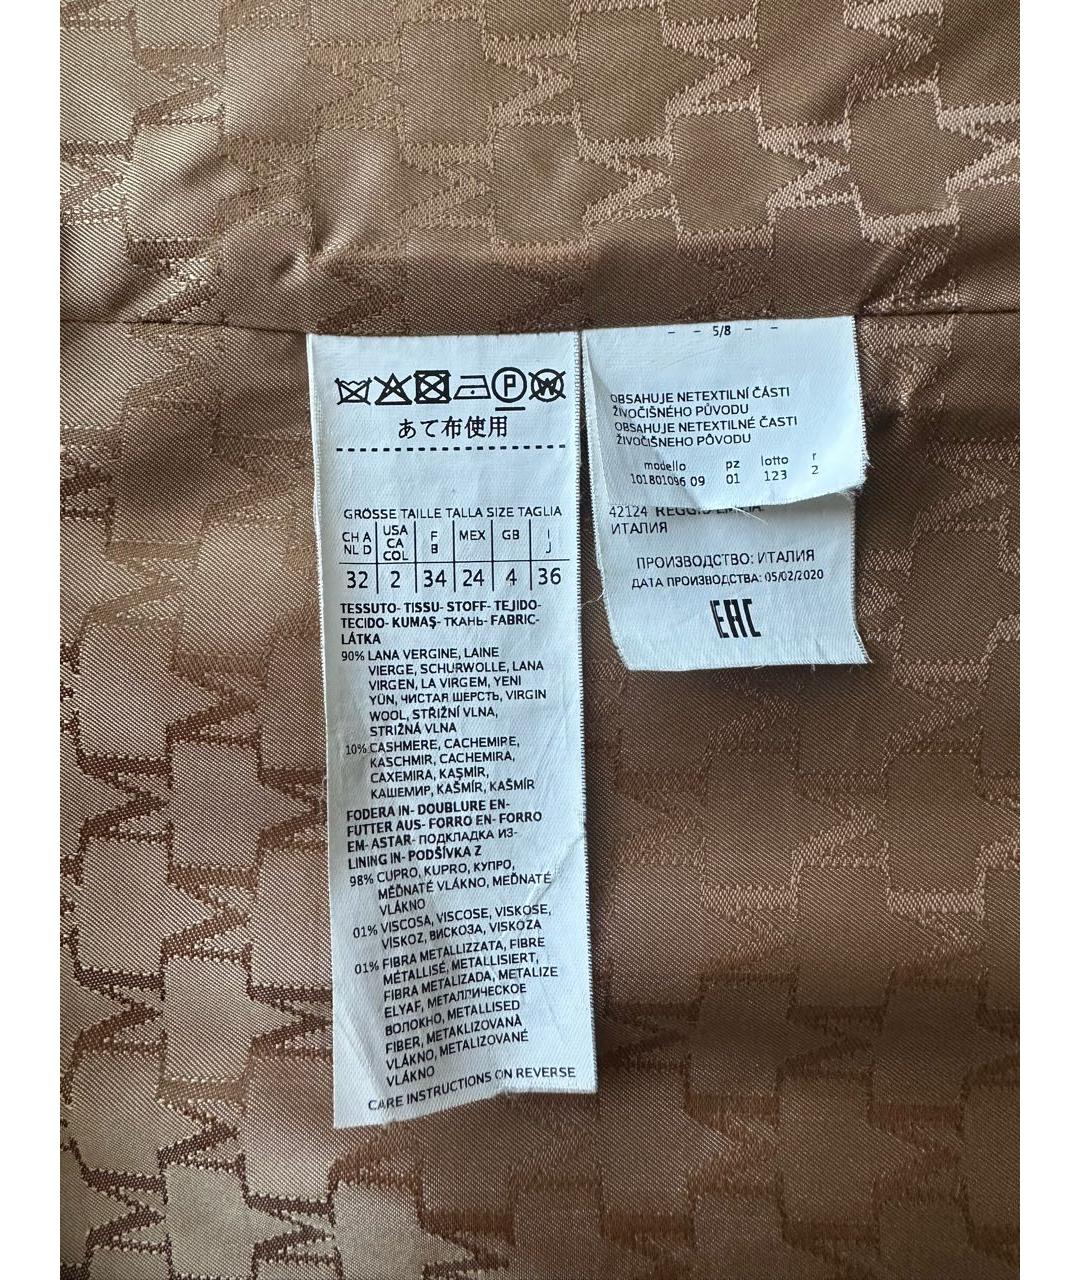 あて布使用
GRÖSSE TAILLE TALLA SIZE TAGLIA
CH A NL D USA CA COL F B MEX GB I J
32 2 34 24 4 36
TESSUTO- TISSU- STOFF- TEJIDO-
TECIDO- KUMAŞ- ТКАНЬ- FABRIC-
LÁTKA
90% LANA VERGINE, LAINE
VIERGE, SCHURWOLLE, LANA
VIRGEN, LA VIRGEM, YENI
YÜN, ЧИСТАЯ ШЕРСТЬ, VIRGIN
WOOL, STŘIŽNÍ VLNA,
STRIŽNÁ VLNA
10% CASHMERE, CACHEMIRE,
KASCHMIR, CACHEMIRA,
CAXEMIRA, KAŞMİR,
КАШЕМИР, KAŠMÍR, KAŠMÍR
FODERA IN- DOUBLURE EN-
FUTTER AUS- FORRO EN- FORRO
EM- ASTAR- ПОДКЛАДКА ИЗ-
LINING IN- PODŠÍVKA Z
98% CUPRO, KUPRO, КУПРО,
MĚĎNATÉ VLÁKNO, MEĎNATÉ
VLÁKNO
01% VISCOSA, VISCOSE, VISKOSE,
VISKOZ, ВИСКОЗА, VISKÓZA
01% FIBRA METALLIZZATA, FIBRE
MÉTALLISÉ, METALLISIERT,
FIBRA METALIZADA, METALIZE
ELYAF, МЕТАЛЛИЧЕСКОЕ
ВОЛОКНО, METALLISED
FIBER, METAKLIZOVANÁ
VLÁKNO, METALIZOVANÉ
VLÁKNO
CARE INSTRUCTIONS ON REVERSE
- - 5/8 - -
OBSAHUJE NETEXTILNÍ ČÁSTI
ŽIVOČIŠNÉHO PŮVODU
OBSAHUJE NETEXTILNÉ ČASTI
ŽIVOČIŠNEHO PÔVODU
modello pz lotto r
101801096 09 01 123 2
42124 REGGIO EMILIA.
ИТАЛИЯ
ПРОИЗВОДСТВО: ИТАЛИЯ
ДАТА ПРОИЗВОДСТВА: 05/02/2020
EAC